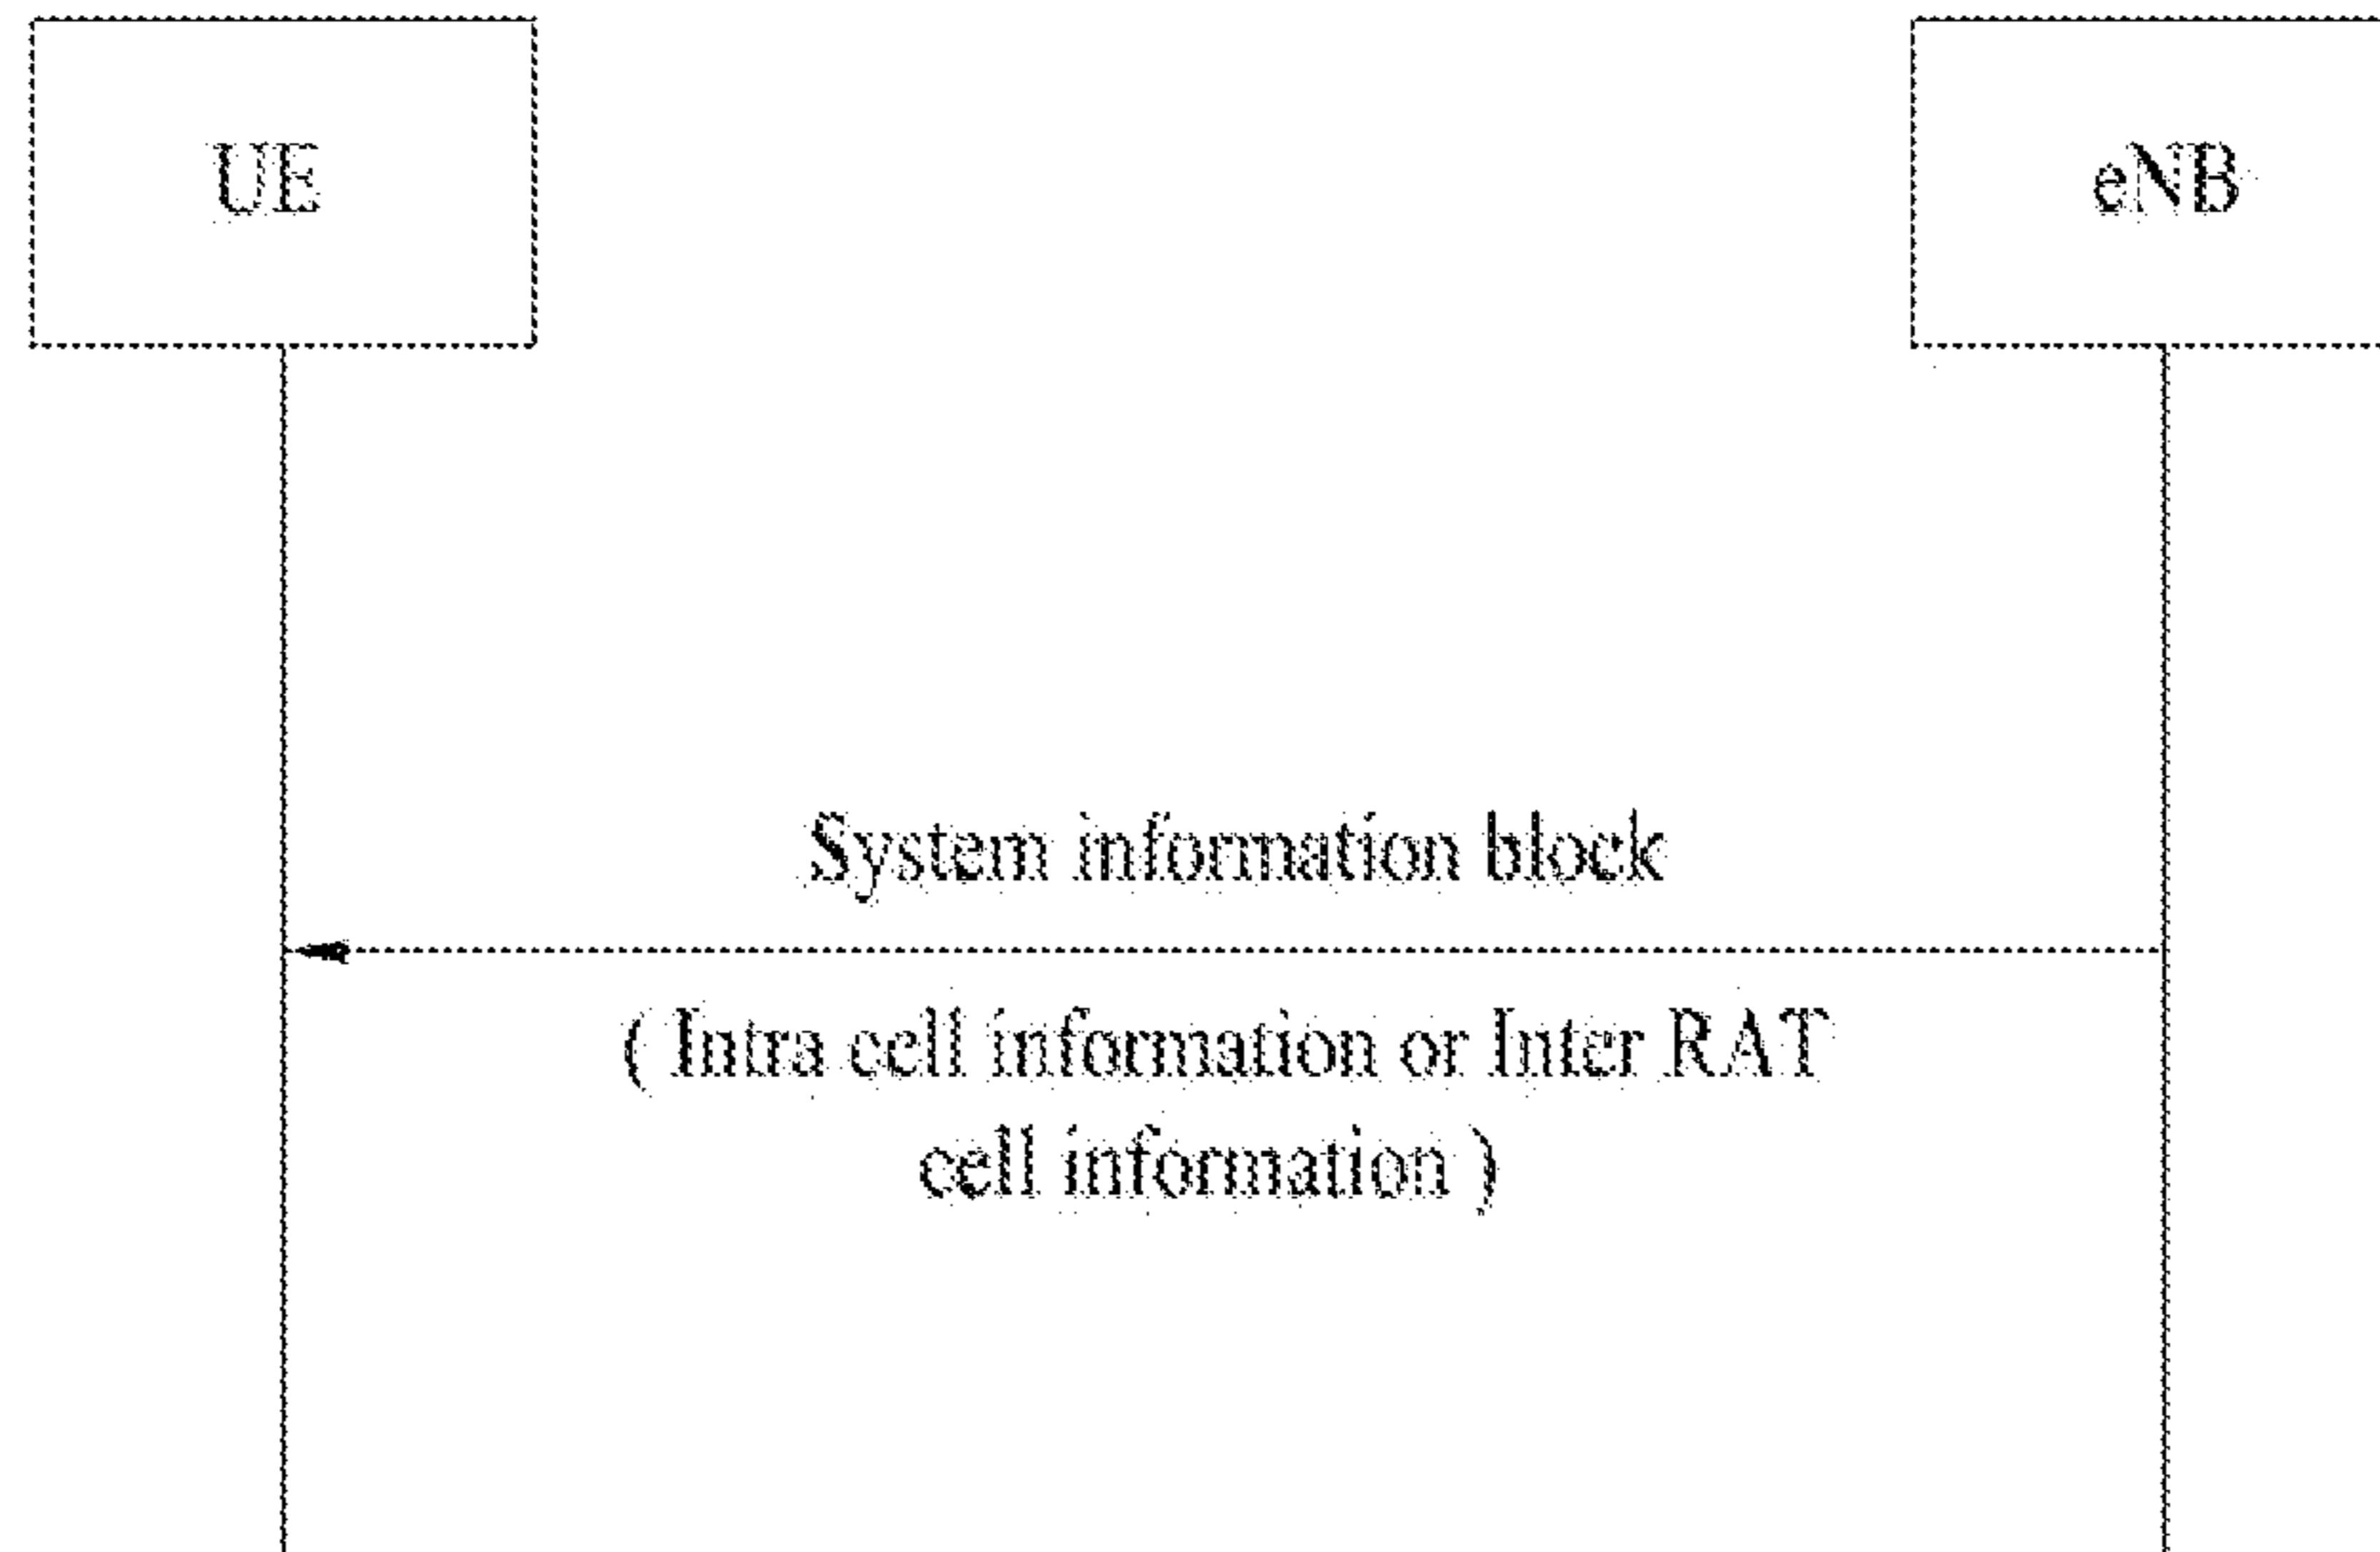 UE
eNB
System information block
( Intra cell information or Inter RAT
cell information )